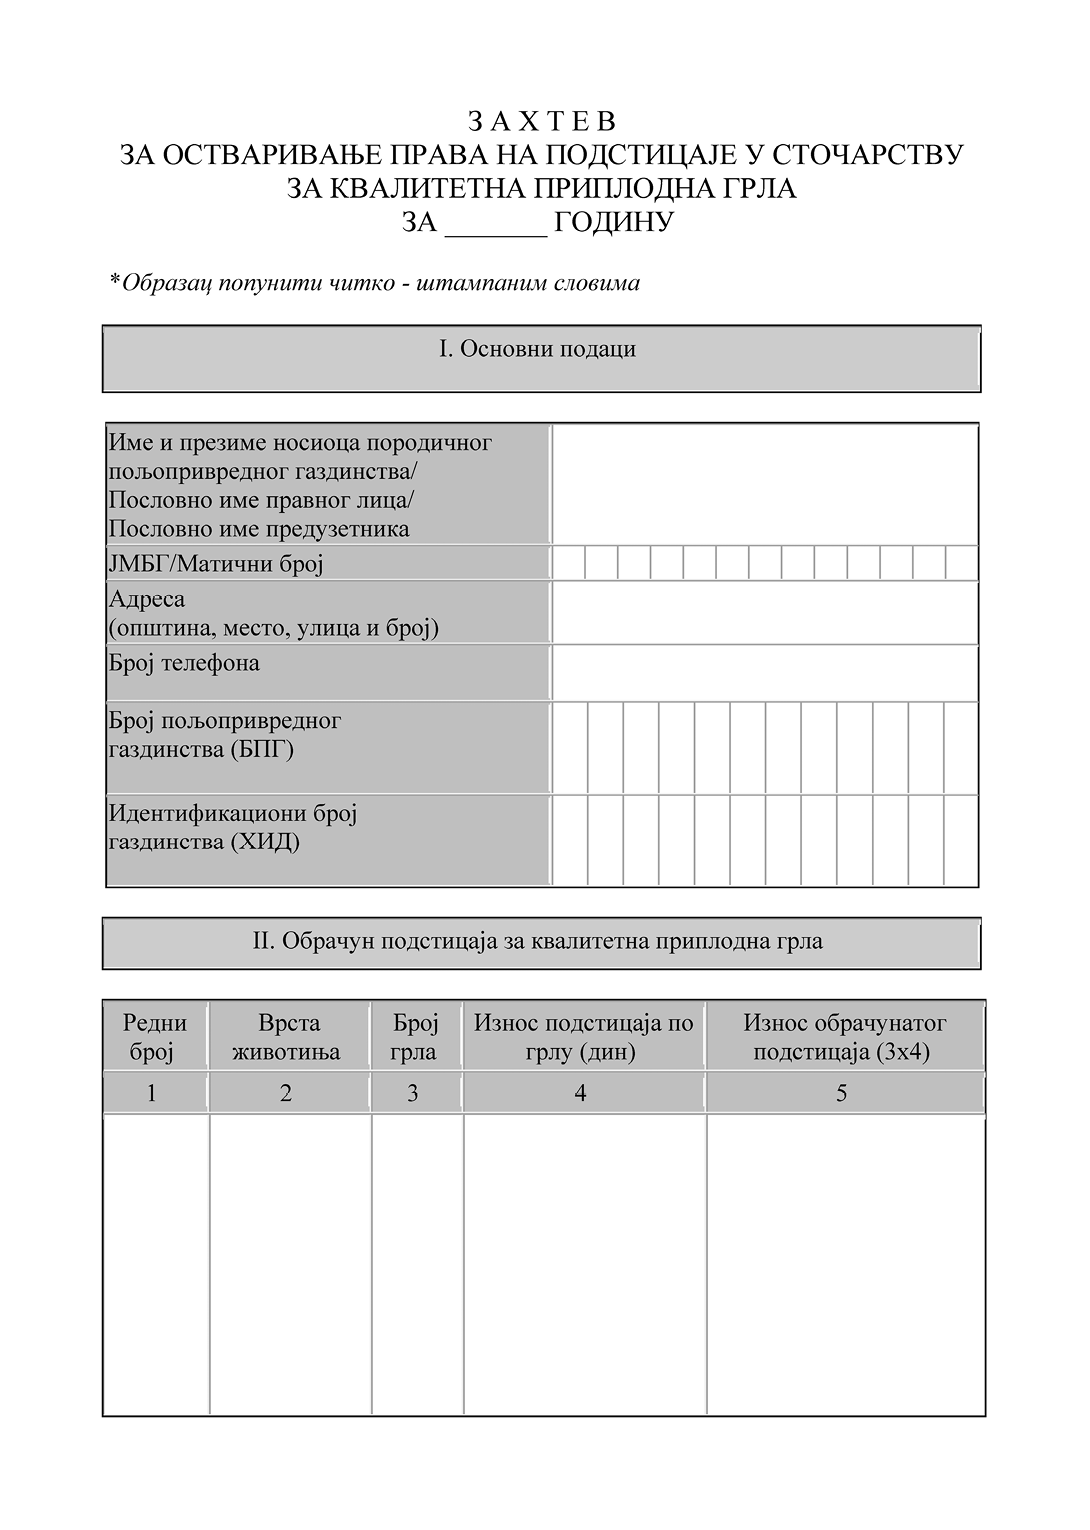 З А Х Т Е В
ЗА ОСТВАРИВАЊЕ ПРАВА НА ПОДСТИЦАЈЕ У СТОЧАРСТВУ
ЗА КВАЛИТЕТНА ПРИПЛОДНА ГРЛА
ЗА _______ ГОДИНУ
*Образац попунити читко - штампаним словима
I. Основни подаци
Име и презиме носиоца породичног
пољопривредног газдинства/
Пословно име правног лица/
Пословно име предузетника
ЈМБГ/Матични број
Адреса
(општина, место, улица и број)
Број телефона
Број пољопривредног
газдинства (БПГ)
Идентификациони број
газдинства (ХИД)
II. Обрачун подстицаја за квалитетна приплодна грла
Редни
број
Врста
животиња
Број
грла
Износ подстицаја по
грлу (дин)
Износ обрачунатог
подстицаја (3x4)
1
2
3
4
5